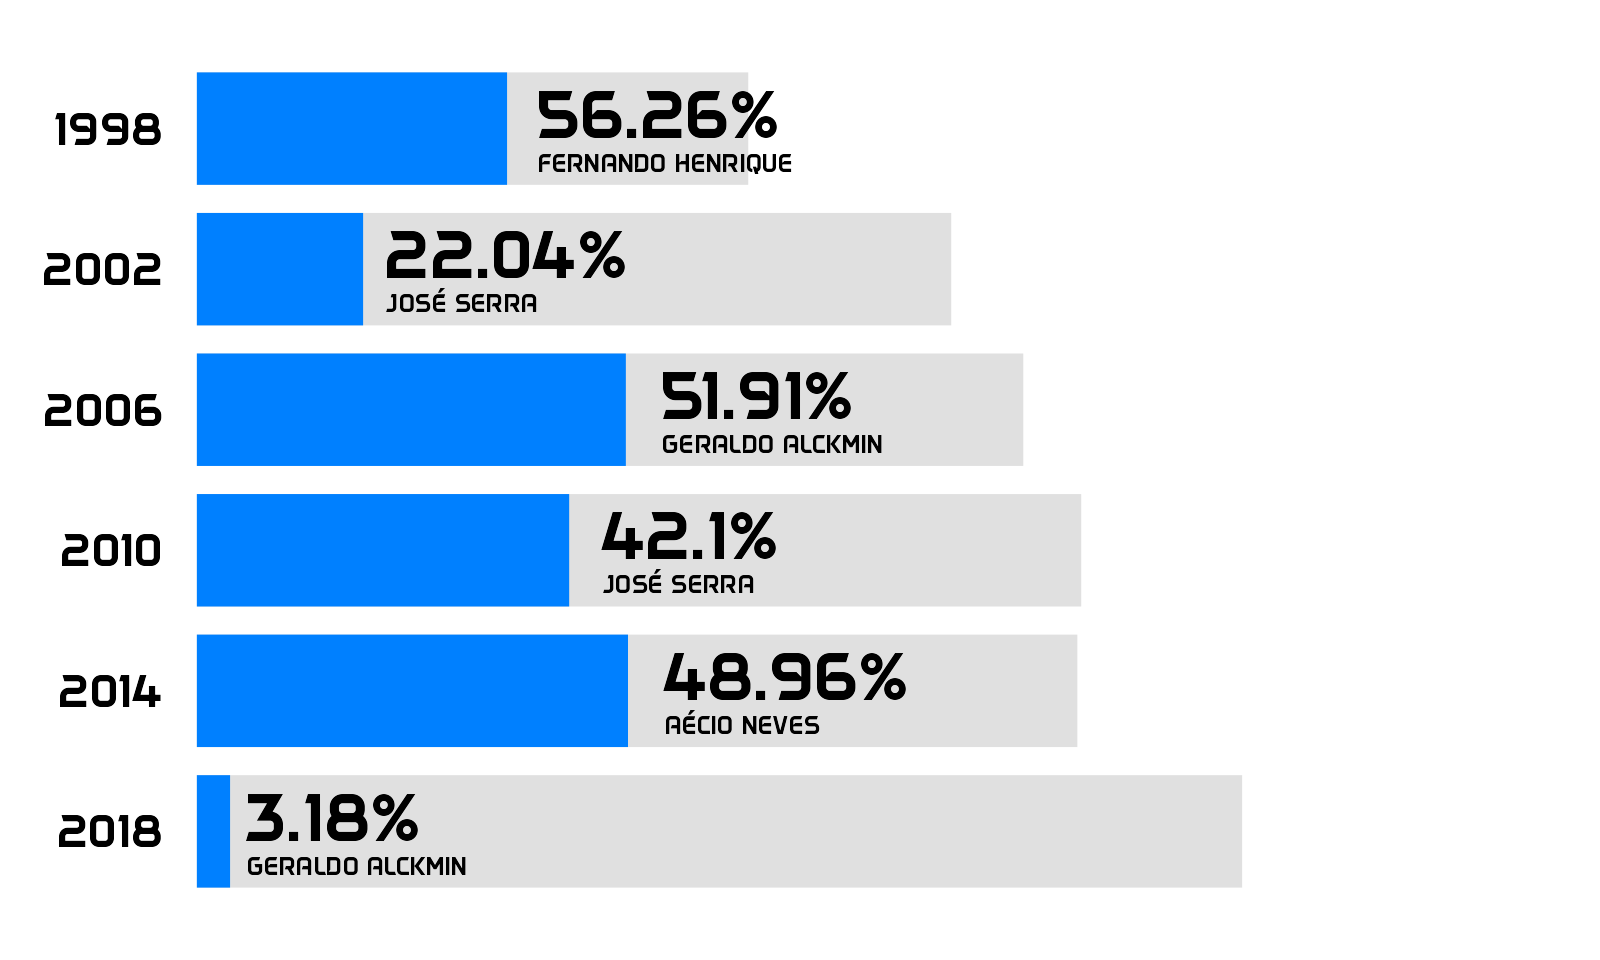 1998
56.26%
FERNANDO HENRIQUE
2002
22.04%
JOSÉ SERRA
2006
51.91%
GERALDO ALCKMIN
2010
42.1%
JOSÉ SERRA
2014
48.96%
AÉCIO NEVES
2018
3.18%
GERALDO ALCKMIN